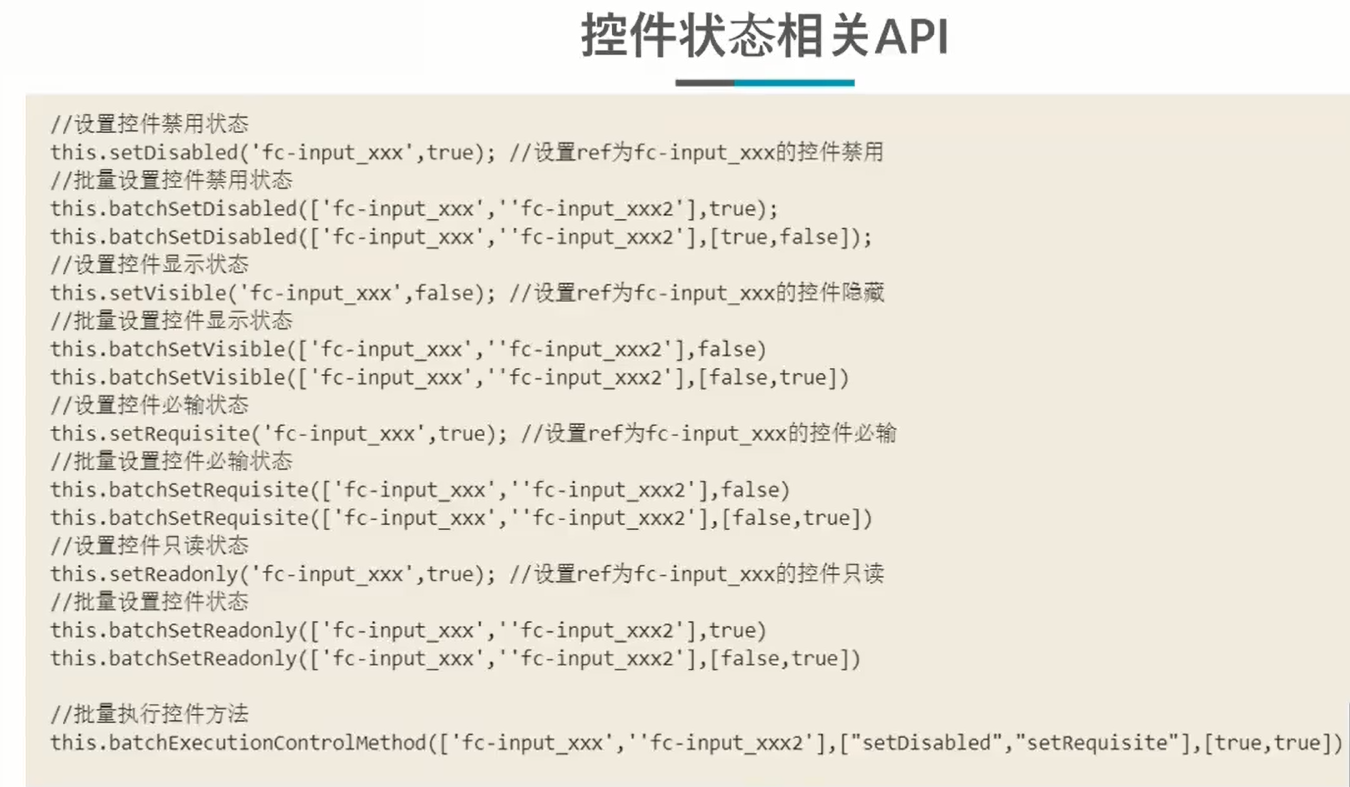 控件状态相关API
//设置控件禁用状态
this.setDisabled('fc-input_xxx',true); //设置ref为fc-input_xxx的控件禁用
//批量设置控件禁用状态
this.batchSetDisabled(['fc-input_xxx',''fc-input_xxx2'],true);
this.batchSetDisabled(['fc-input_xxx',''fc-input_xxx2'],[true,false]);
//设置控件显示状态
this.setVisible('fc-input_xxx',false); //设置ref为fc-input_xxx的控件隐藏
//批量设置控件显示状态
this.batchSetVisible(['fc-input_xxx',''fc-input_xxx2'],false)
this.batchSetVisible(['fc-input_xxx',''fc-input_xxx2'],[false,true])
//设置控件必输状态
this.setRequisite('fc-input_xxx',true); //设置ref为fc-input_xxx的控件必输
//批量设置控件必输状态
this.batchSetRequisite(['fc-input_xxx',''fc-input_xxx2'],false)
this.batchSetRequisite(['fc-input_xxx',''fc-input_xxx2'],[false,true])
//设置控件只读状态
this.setReadonly('fc-input_xxx',true); //设置ref为fc-input_xxx的控件只读
//批量设置控件状态
this.batchSetReadonly(['fc-input_xxx',''fc-input_xxx2'],true)
this.batchSetReadonly(['fc-input_xxx',''fc-input_xxx2'],[false,true])
//批量执行控件方法
this.batchExecutionControlMethod(['fc-input_xxx',''fc-input_xxx2'],["setDisabled","setRequisite"],[true,true])